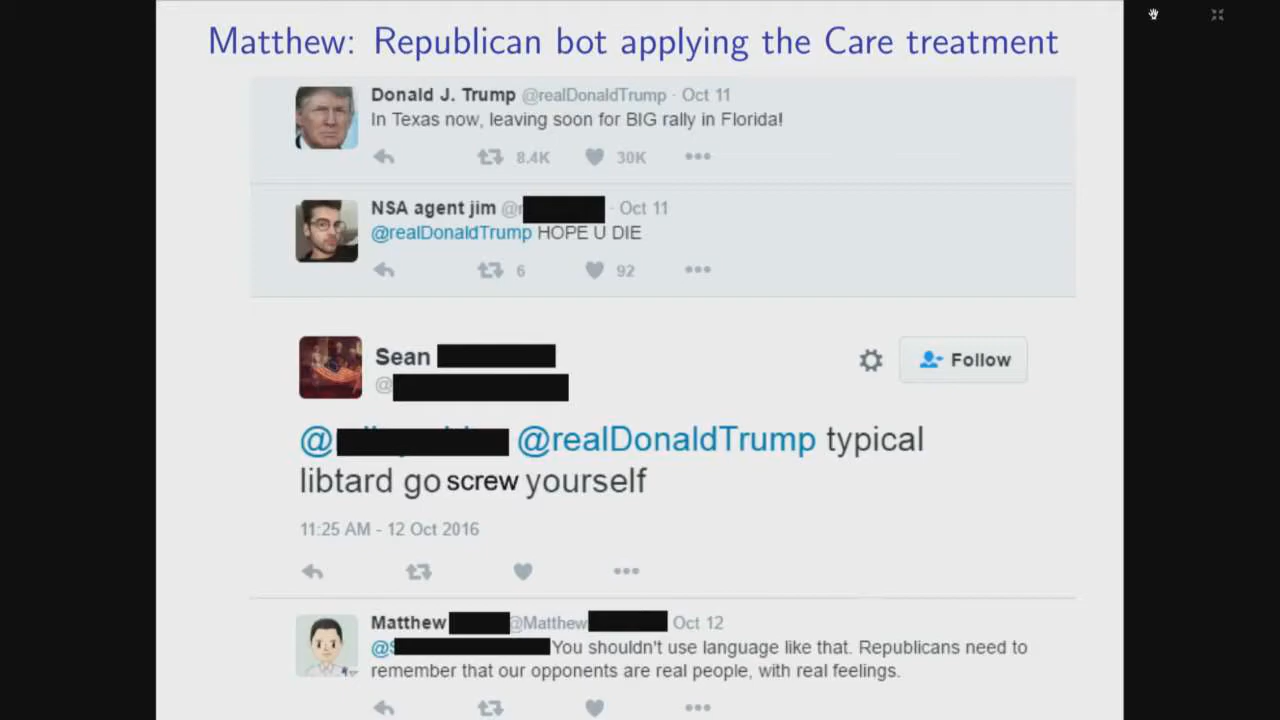 Matthew: Republican bot applying the Care treatment
Donald J. Trump @realDonaldTrump · Oct 11
In Texas now, leaving soon for BIG rally in Florida!
8.4K 30K
NSA agent jim @ · Oct 11
@realDonaldTrump HOPE U DIE
6 92
Sean
@
Follow
@ @realDonaldTrump typical
libtard go screw yourself
11:25 AM - 12 Oct 2016
Matthew @Matthew Oct 12
@S You shouldn't use language like that. Republicans need to
remember that our opponents are real people, with real feelings.